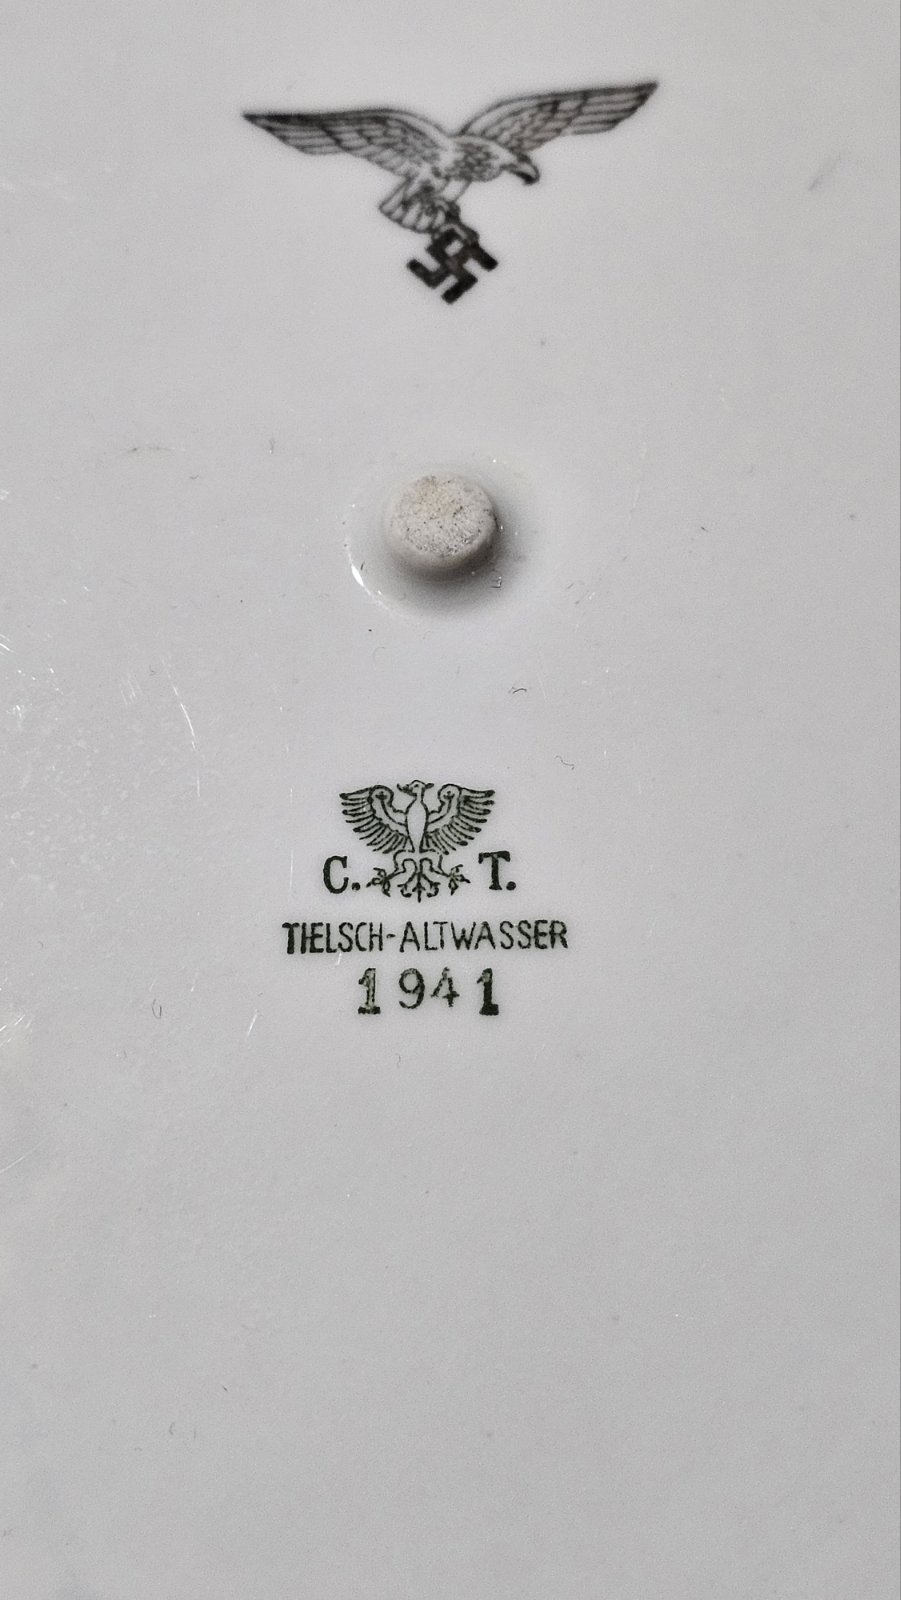 C. T.
TIELSCH-ALTWASSER
1941